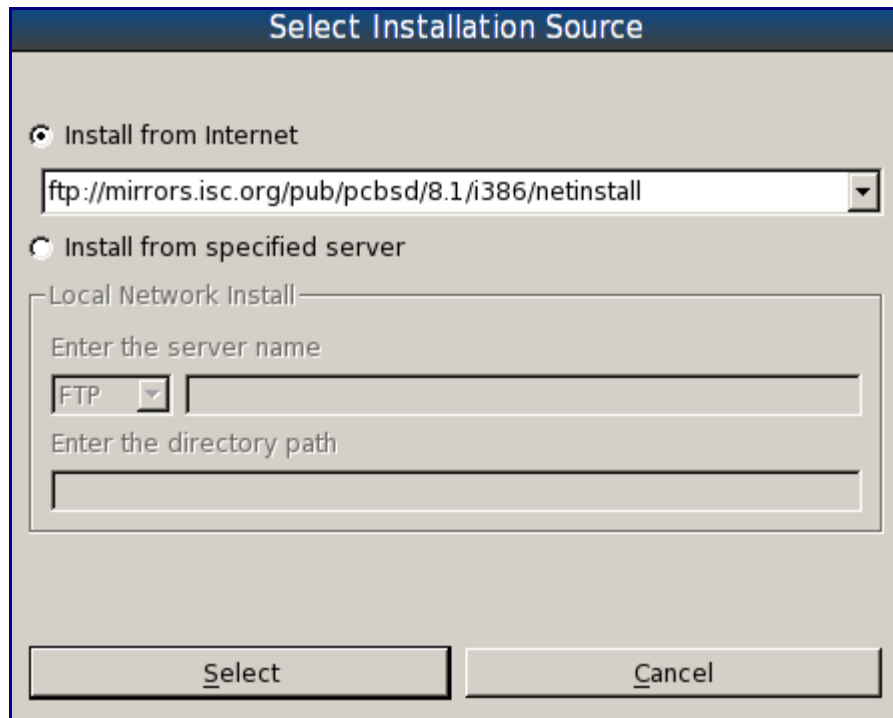 Select Installation Source
Install from Internet
ftp://mirrors.isc.org/pub/pcbsd/8.1/i386/netinstall
Install from specified server
Local Network Install
Enter the server name
FTP
Enter the directory path
Select Cancel